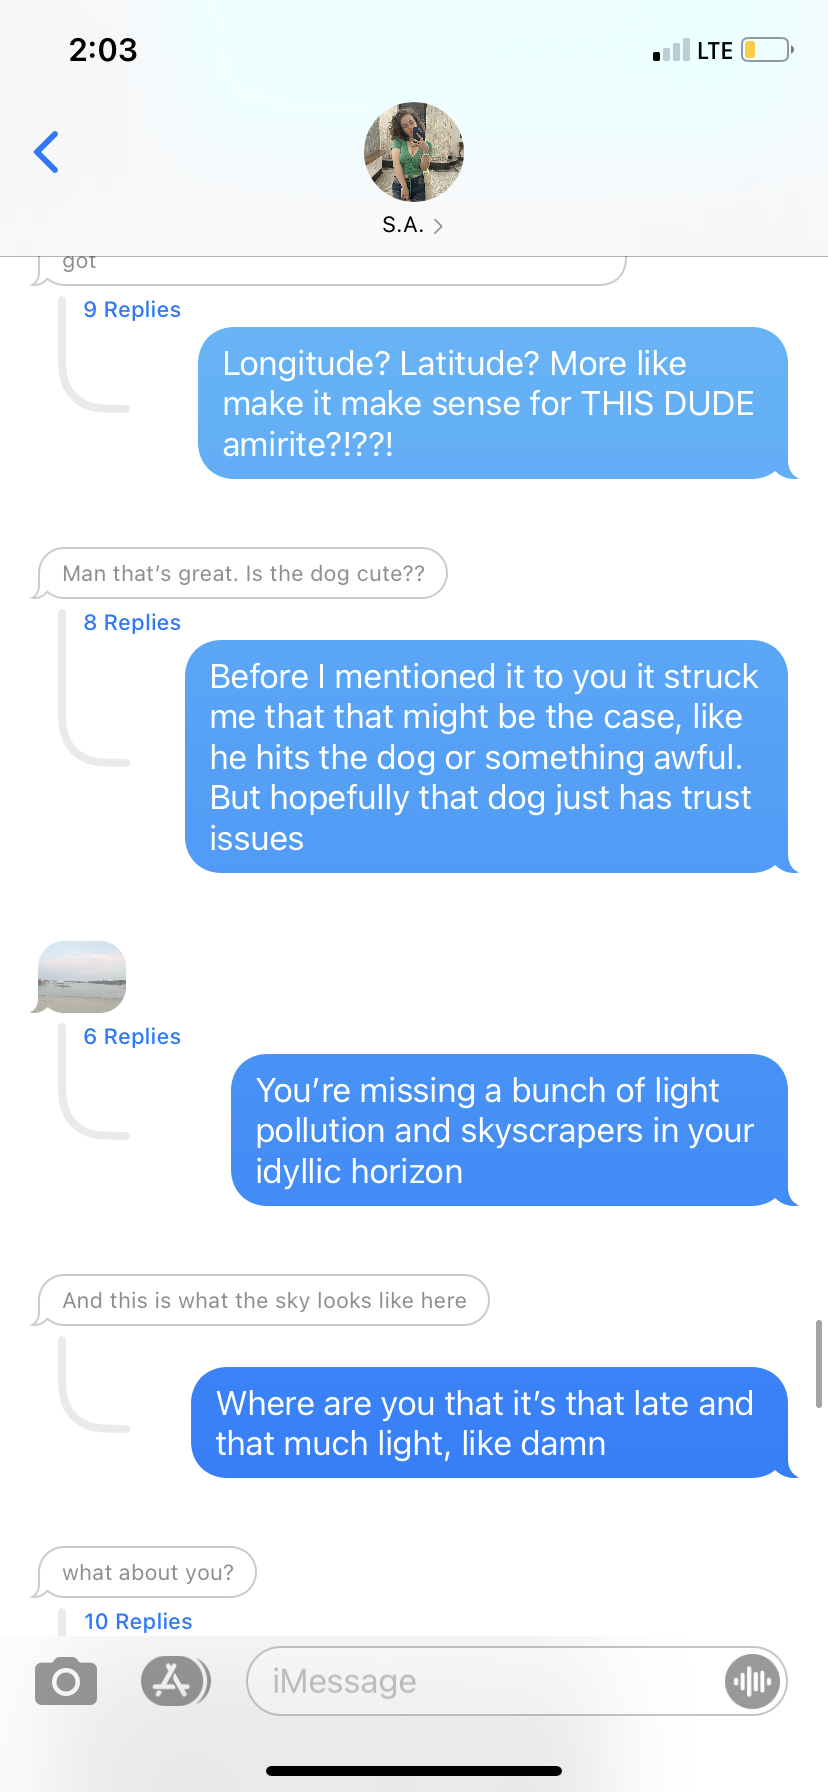 2:03
LTE
S.A.
got
9 Replies
Longitude? Latitude? More like
make it make sense for THIS DUDE
amirite?!??!
Man that’s great. Is the dog cute??
8 Replies
Before I mentioned it to you it struck
me that that might be the case, like
he hits the dog or something awful.
But hopefully that dog just has trust
issues
6 Replies
You’re missing a bunch of light
pollution and skyscrapers in your
idyllic horizon
And this is what the sky looks like here
Where are you that it’s that late and
that much light, like damn
what about you?
10 Replies
iMessage